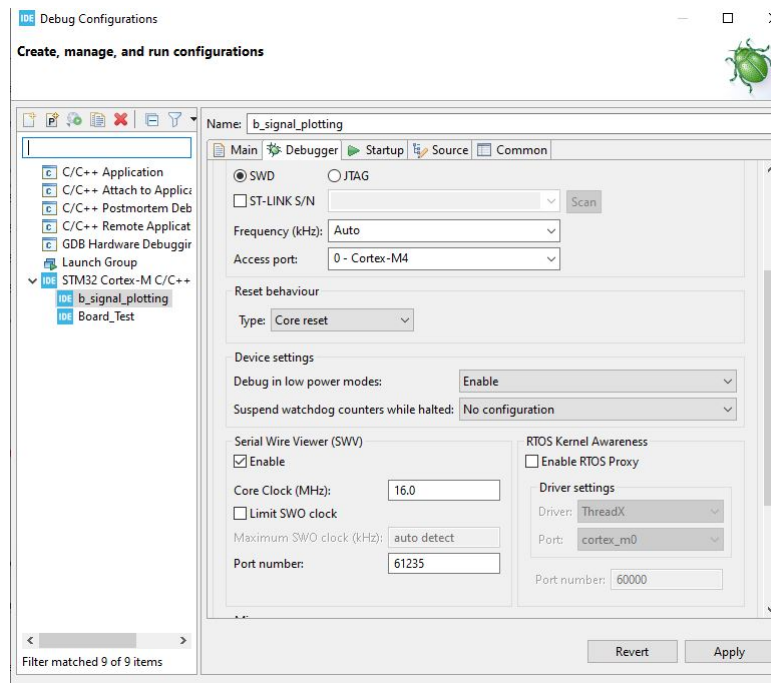 IDE Debug Configurations
Create, manage, and run configurations
Name: b_signal_plotting
Main Debugger Startup Source Common
C/C++ Application
C/C++ Attach to Applica
C/C++ Postmortem Deb
C/C++ Remote Applicat
GDB Hardware Debuggin
Launch Group
IDE STM32 Cortex-M C/C++
IDE b_signal_plotting
IDE Board_Test
Filter matched 9 of 9 items
SWD JTAG
ST-LINK S/N Scan
Frequency (kHz): Auto
Access port: 0 - Cortex-M4
Reset behaviour
Type: Core reset
Device settings
Debug in low power modes: Enable
Suspend watchdog counters while halted: No configuration
Serial Wire Viewer (SWV)
Enable
Core Clock (MHz): 16.0
Limit SWO clock
Maximum SWO clock (kHz): auto detect
Port number: 61235
RTOS Kernel Awareness
Enable RTOS Proxy
Driver settings
Driver: ThreadX
Port: cortex_m0
Port number: 60000
Revert Apply